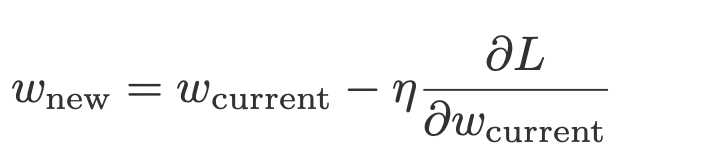 w_new = w_current − η ∂L/∂w_current